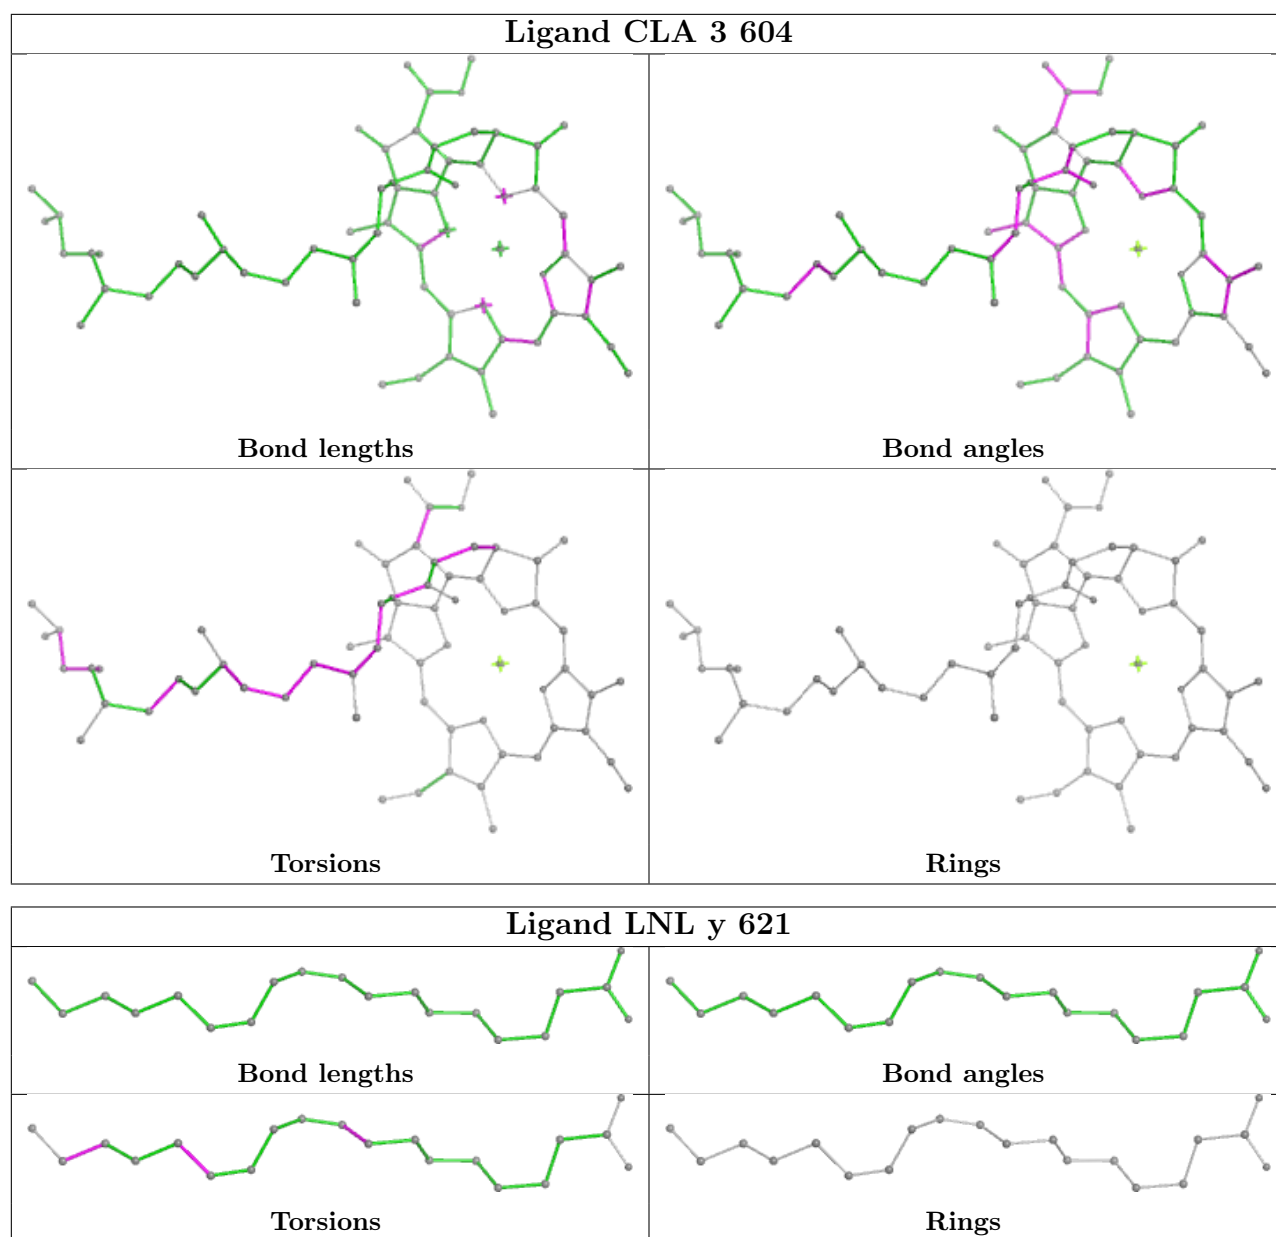 Ligand CLA 3 604
Bond lengths
Bond angles
Torsions
Rings
Ligand LNL y 621
Bond lengths
Bond angles
Torsions
Rings